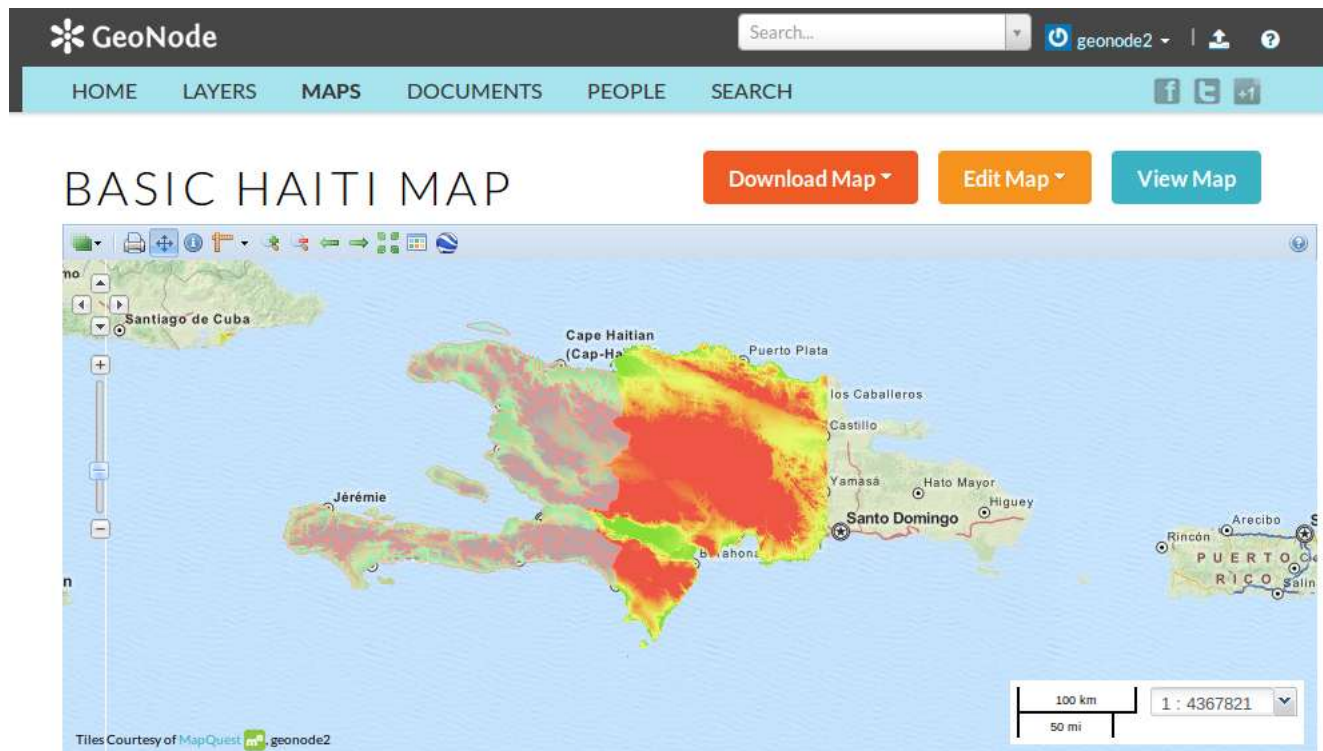 GeoNode
Search...
geonode2
HOME LAYERS MAPS DOCUMENTS PEOPLE SEARCH
BASIC HAITI MAP
Download Map
Edit Map
View Map
Santiago de Cuba
Cape Haitian
Puerto Plata
los Caballeros
Castillo
Jérémie
Yamasá
Hato Mayor
Higuey
Santo Domingo
Arecibo
Rincón
PUERTO
RICO
100 km
50 mi
1 : 4367821
Tiles Courtesy of MapQuest m, geonode2